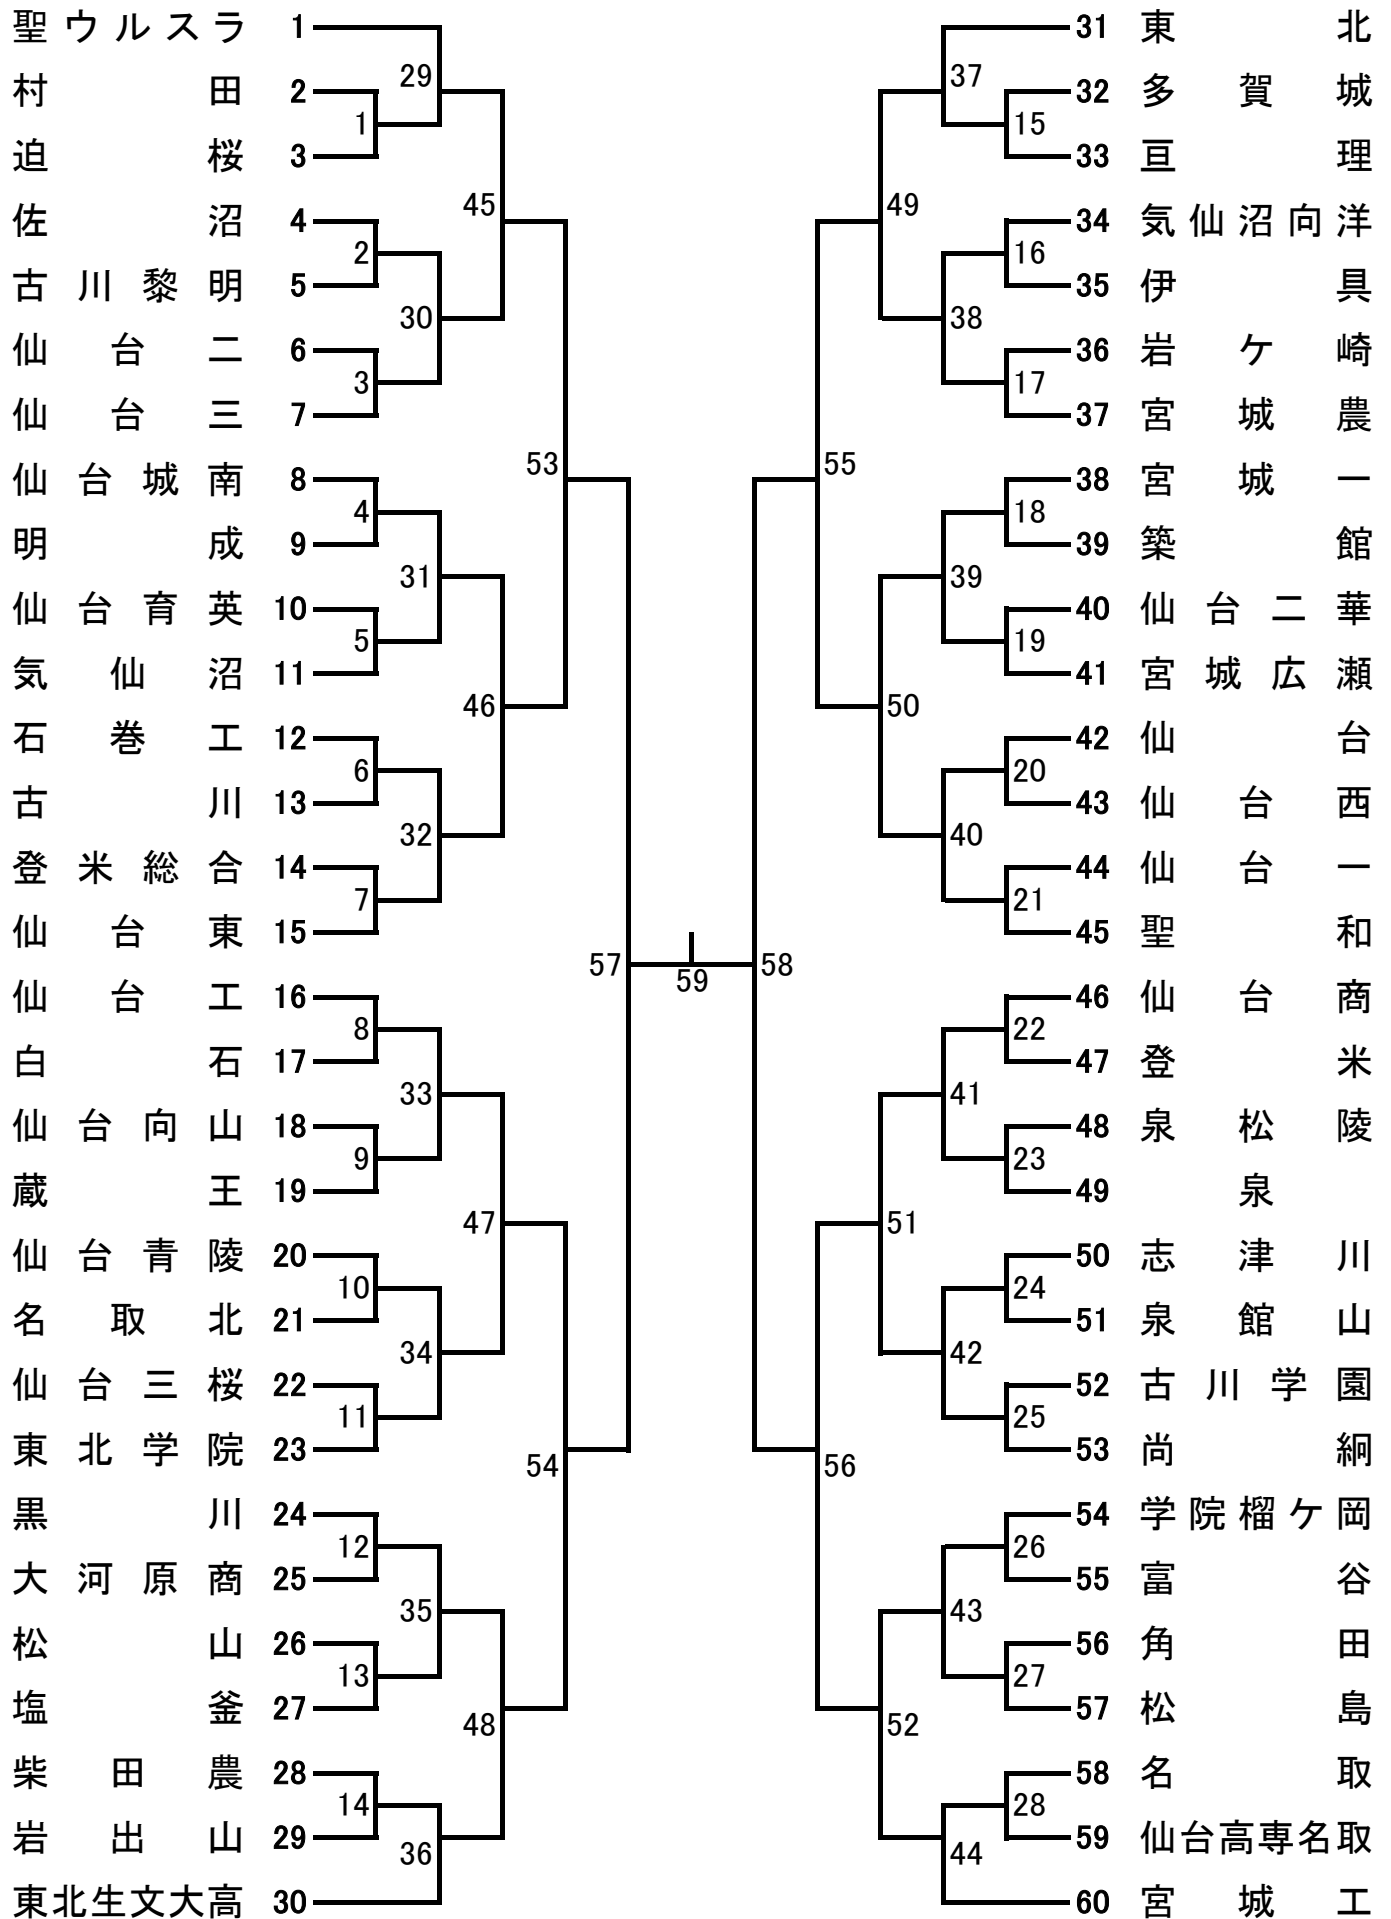 聖ウルスラ 1
村田 2
迫桜 3
佐沼 4
古川黎明 5
仙台二 6
仙台三 7
仙台城南 8
明成 9
仙台育英 10
気仙沼 11
石巻工 12
古川 13
登米総合 14
仙台東 15
仙台工 16
白石 17
仙台向山 18
蔵王 19
仙台青陵 20
名取北 21
仙台三桜 22
東北学院 23
黒川 24
大河原商 25
松山 26
塩釜 27
柴田農 28
岩出山 29
東北生文大高 30
1
2
3
4
5
6
7
8
9
10
11
12
13
14
29
30
31
32
33
34
35
36
45
46
47
48
53
54
57
59
58
55
56
49
50
51
52
37
38
39
40
41
42
43
44
15
16
17
18
19
20
21
22
23
24
25
26
27
28
31 東北
32 多賀城
33 亘理
34 気仙沼向洋
35 伊具
36 岩ケ崎
37 宮城農
38 宮城一
39 築館
40 仙台二華
41 宮城広瀬
42 仙台
43 仙台西
44 仙台一
45 聖和
46 仙台商
47 登米
48 泉松陵
49 泉
50 志津川
51 泉館山
52 古川学園
53 尚絅
54 学院榴ケ岡
55 富谷
56 角田
57 松島
58 名取
59 仙台高専名取
60 宮城工